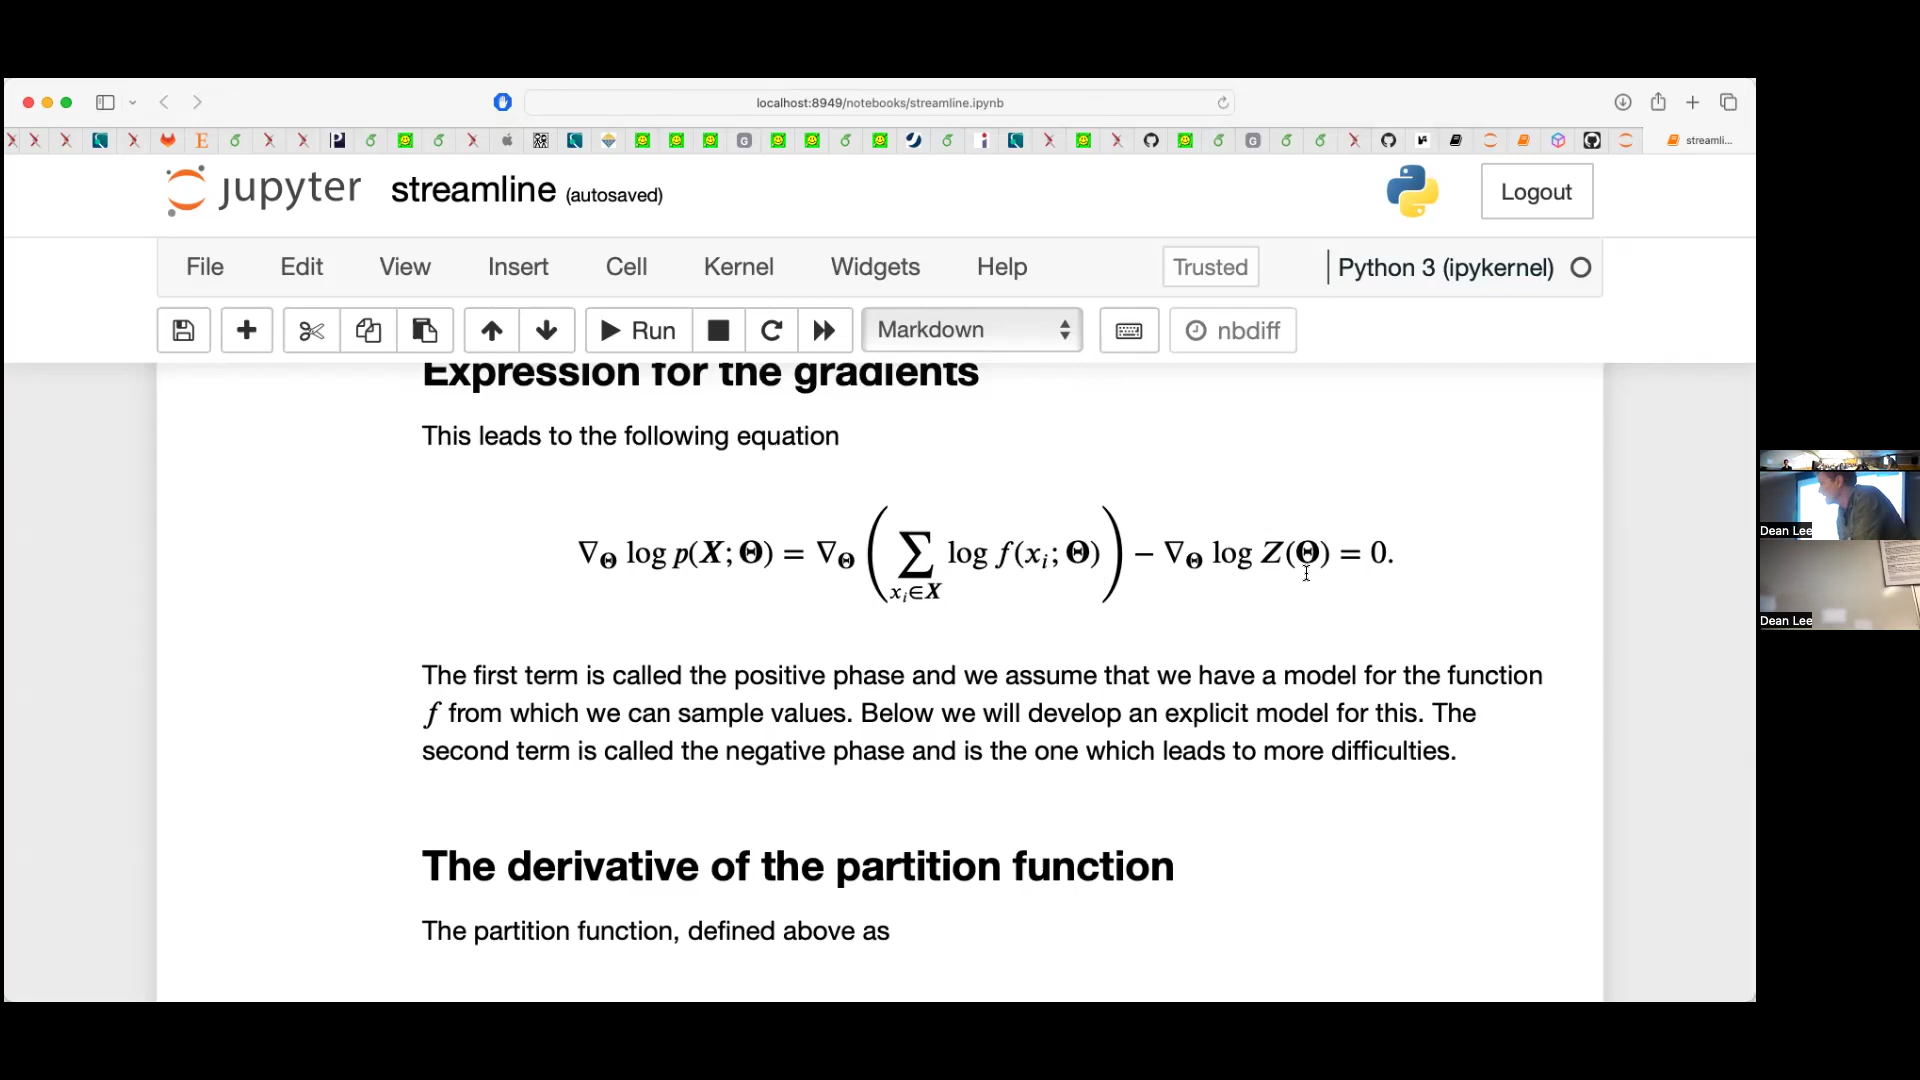 localhost:8949/notebooks/streamline.ipynb
streamli...
jupyter streamline (autosaved)
Logout
File Edit View Insert Cell Kernel Widgets Help Trusted Python 3 (ipykernel)
Run Markdown nbdiff
Expression for the gradients
This leads to the following equation
∇_Θ log p(X; Θ) = ∇_Θ ( ∑_{x_i∈X} log f(x_i; Θ) ) − ∇_Θ log Z(Θ) = 0.
The first term is called the positive phase and we assume that we have a model for the function
f from which we can sample values. Below we will develop an explicit model for this. The
second term is called the negative phase and is the one which leads to more difficulties.
The derivative of the partition function
The partition function, defined above as
Dean Lee
Dean Lee